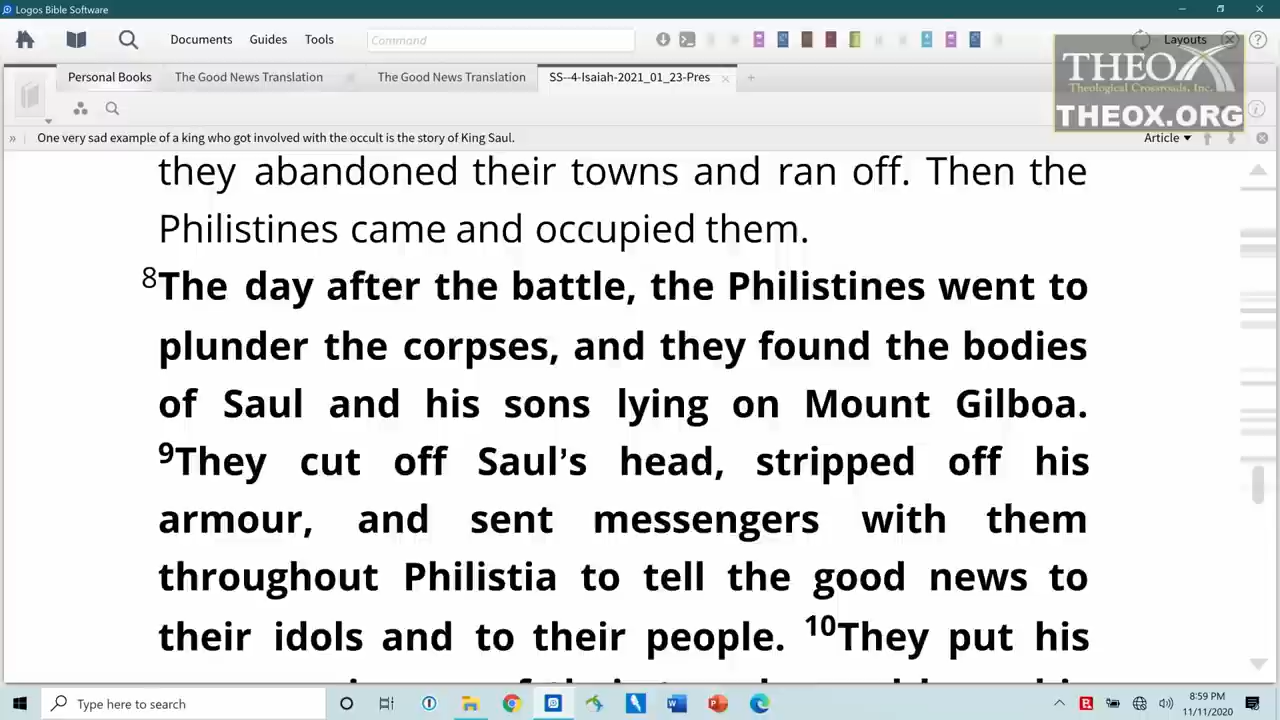 Logos Bible Software
Documents Guides Tools Command Layouts
THEOX
Theological Crossroads, Inc.
THEOX.ORG
Personal Books The Good News Translation The Good News Translation SS--4-Isaiah-2021_01_23-Pres
» One very sad example of a king who got involved with the occult is the story of King Saul. Article
they abandoned their towns and ran off. Then the
Philistines came and occupied them.
8The day after the battle, the Philistines went to
plunder the corpses, and they found the bodies
of Saul and his sons lying on Mount Gilboa.
9They cut off Saul’s head, stripped off his
armour, and sent messengers with them
throughout Philistia to tell the good news to
their idols and to their people. 10They put his
Type here to search
8:59 PM
11/11/2020